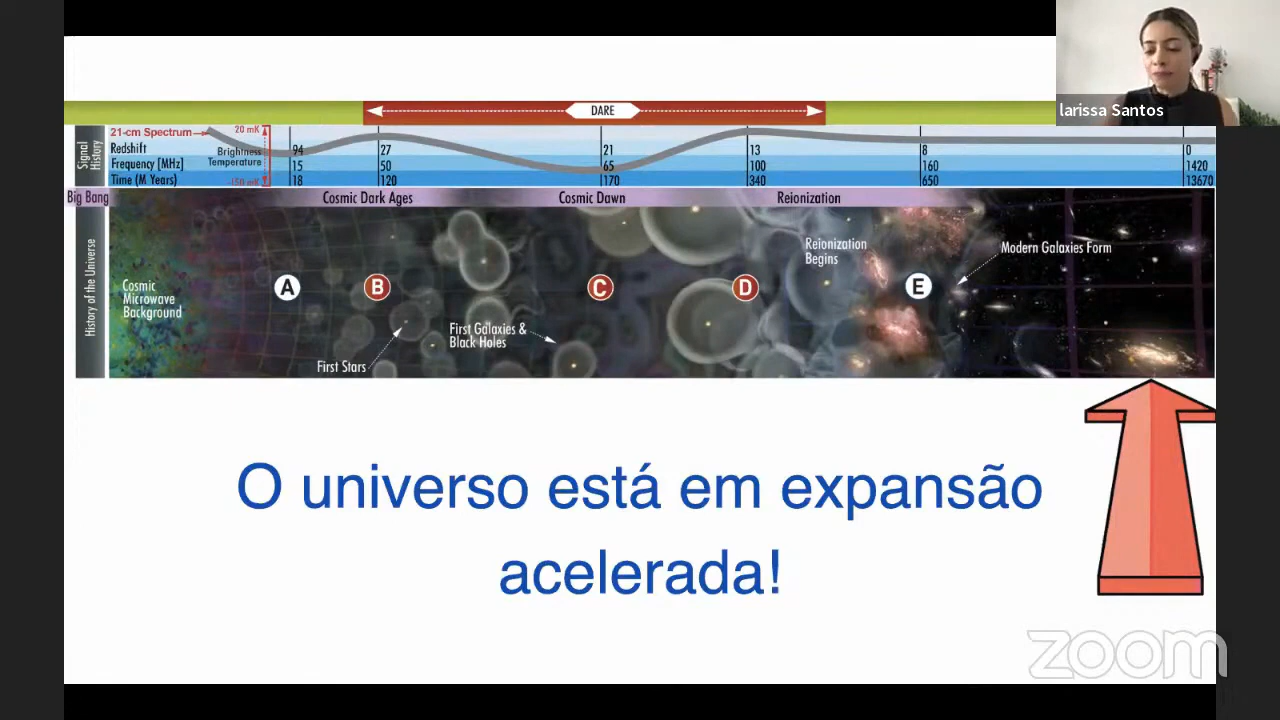 larissa Santos
DARE
Signal History
21-cm Spectrum
Brightness Temperature
20 mK
-150 mK
Redshift 94 27 21 13 8 0
Frequency [MHz] 15 50 65 100 160 1420
Time (M Years) 18 120 170 340 650 13670
Big Bang Cosmic Dark Ages Cosmic Dawn Reionization
History of the Universe
Cosmic
Microwave
Background
A B C D E
Reionization
Begins
Modern Galaxies Form
First Galaxies &
Black Holes
First Stars
O universo está em expansão
acelerada!
zoom